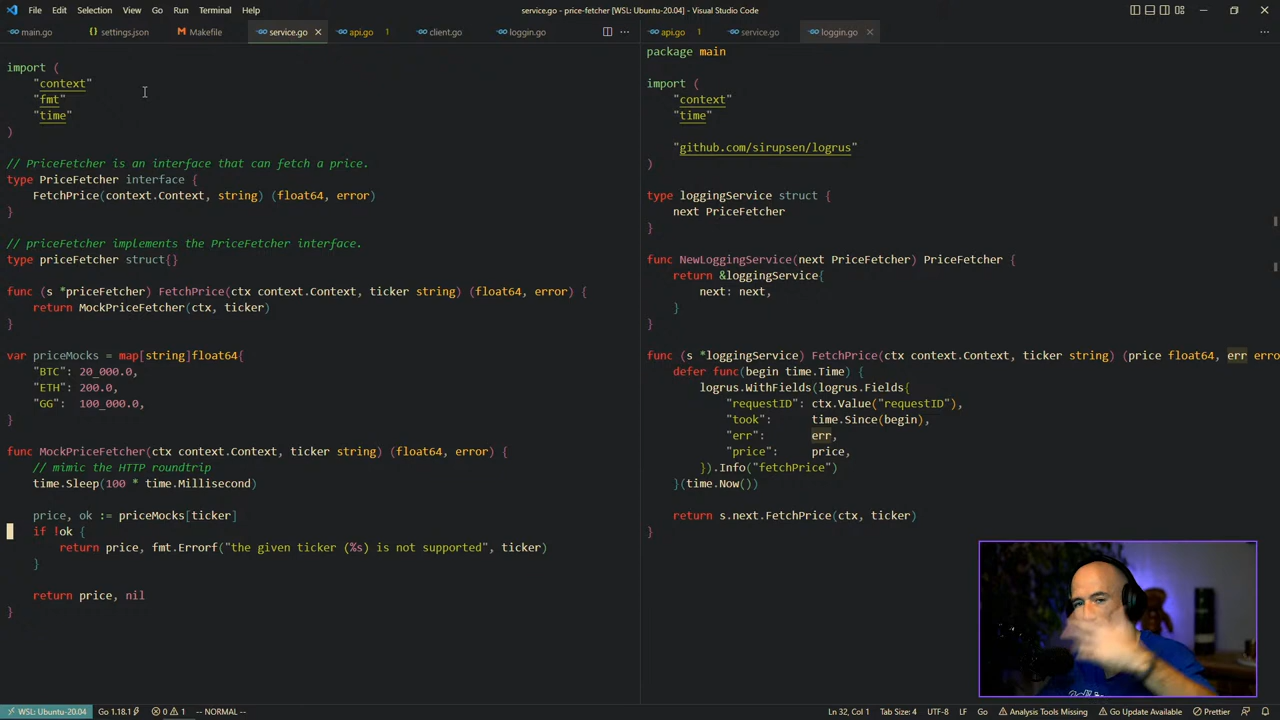 File Edit Selection View Go Run Terminal Help
service.go - price-fetcher [WSL: Ubuntu-20.04] - Visual Studio Code
main.go settings.json Makefile service.go api.go 1 client.go loggin.go
import (
"context"
"fmt"
"time"
)
// PriceFetcher is an interface that can fetch a price.
type PriceFetcher interface {
FetchPrice(context.Context, string) (float64, error)
}
// priceFetcher implements the PriceFetcher interface.
type priceFetcher struct{}
func (s *priceFetcher) FetchPrice(ctx context.Context, ticker string) (float64, error) {
return MockPriceFetcher(ctx, ticker)
}
var priceMocks = map[string]float64{
"BTC": 20_000.0,
"ETH": 200.0,
"GG": 100_000.0,
}
func MockPriceFetcher(ctx context.Context, ticker string) (float64, error) {
// mimic the HTTP roundtrip
time.Sleep(100 * time.Millisecond)
price, ok := priceMocks[ticker]
if !ok {
return price, fmt.Errorf("the given ticker (%s) is not supported", ticker)
}
return price, nil
}
api.go 1 service.go loggin.go
package main
import (
"context"
"time"
"github.com/sirupsen/logrus"
)
type loggingService struct {
next PriceFetcher
}
func NewLoggingService(next PriceFetcher) PriceFetcher {
return &loggingService{
next: next,
}
}
func (s *loggingService) FetchPrice(ctx context.Context, ticker string) (price float64, err erro
defer func(begin time.Time) {
logrus.WithFields(logrus.Fields{
"requestID": ctx.Value("requestID"),
"took": time.Since(begin),
"err": err,
"price": price,
}).Info("fetchPrice")
}(time.Now())
return s.next.FetchPrice(ctx, ticker)
}
WSL: Ubuntu-20.04 Go 1.18.1 0 1 -- NORMAL -- Ln 32, Col 1 Tab Size: 4 UTF-8 LF Go Analysis Tools Missing Go Update Available Prettier